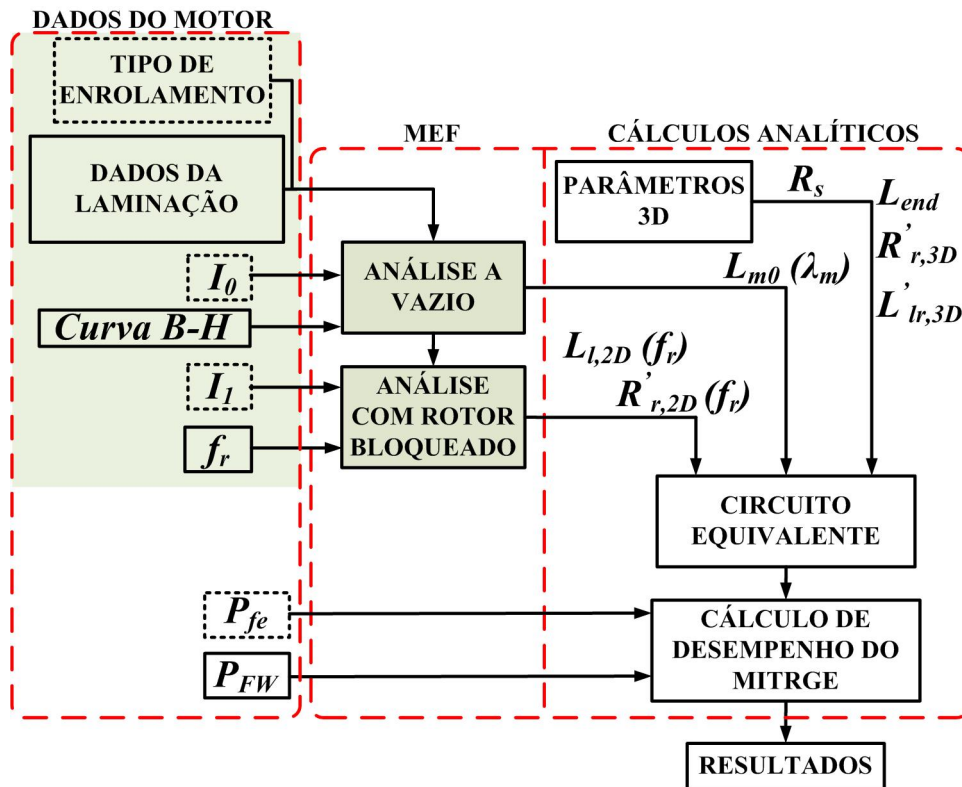 DADOS DO MOTOR
TIPO DE
ENROLAMENTO
DADOS DA
LAMINAÇÃO
I_0
Curva B-H
I_1
f_r
P_fe
P_FW
MEF
ANÁLISE A
VAZIO
ANÁLISE
COM ROTOR
BLOQUEADO
CÁLCULOS ANALÍTICOS
PARÂMETROS
3D
R_s
L_end
R'_r,3D
L'_lr,3D
L_m0 (λ_m)
L_l,2D (f_r)
R'_r,2D (f_r)
CIRCUITO
EQUIVALENTE
CÁLCULO DE
DESEMPENHO DO
MITRGE
RESULTADOS